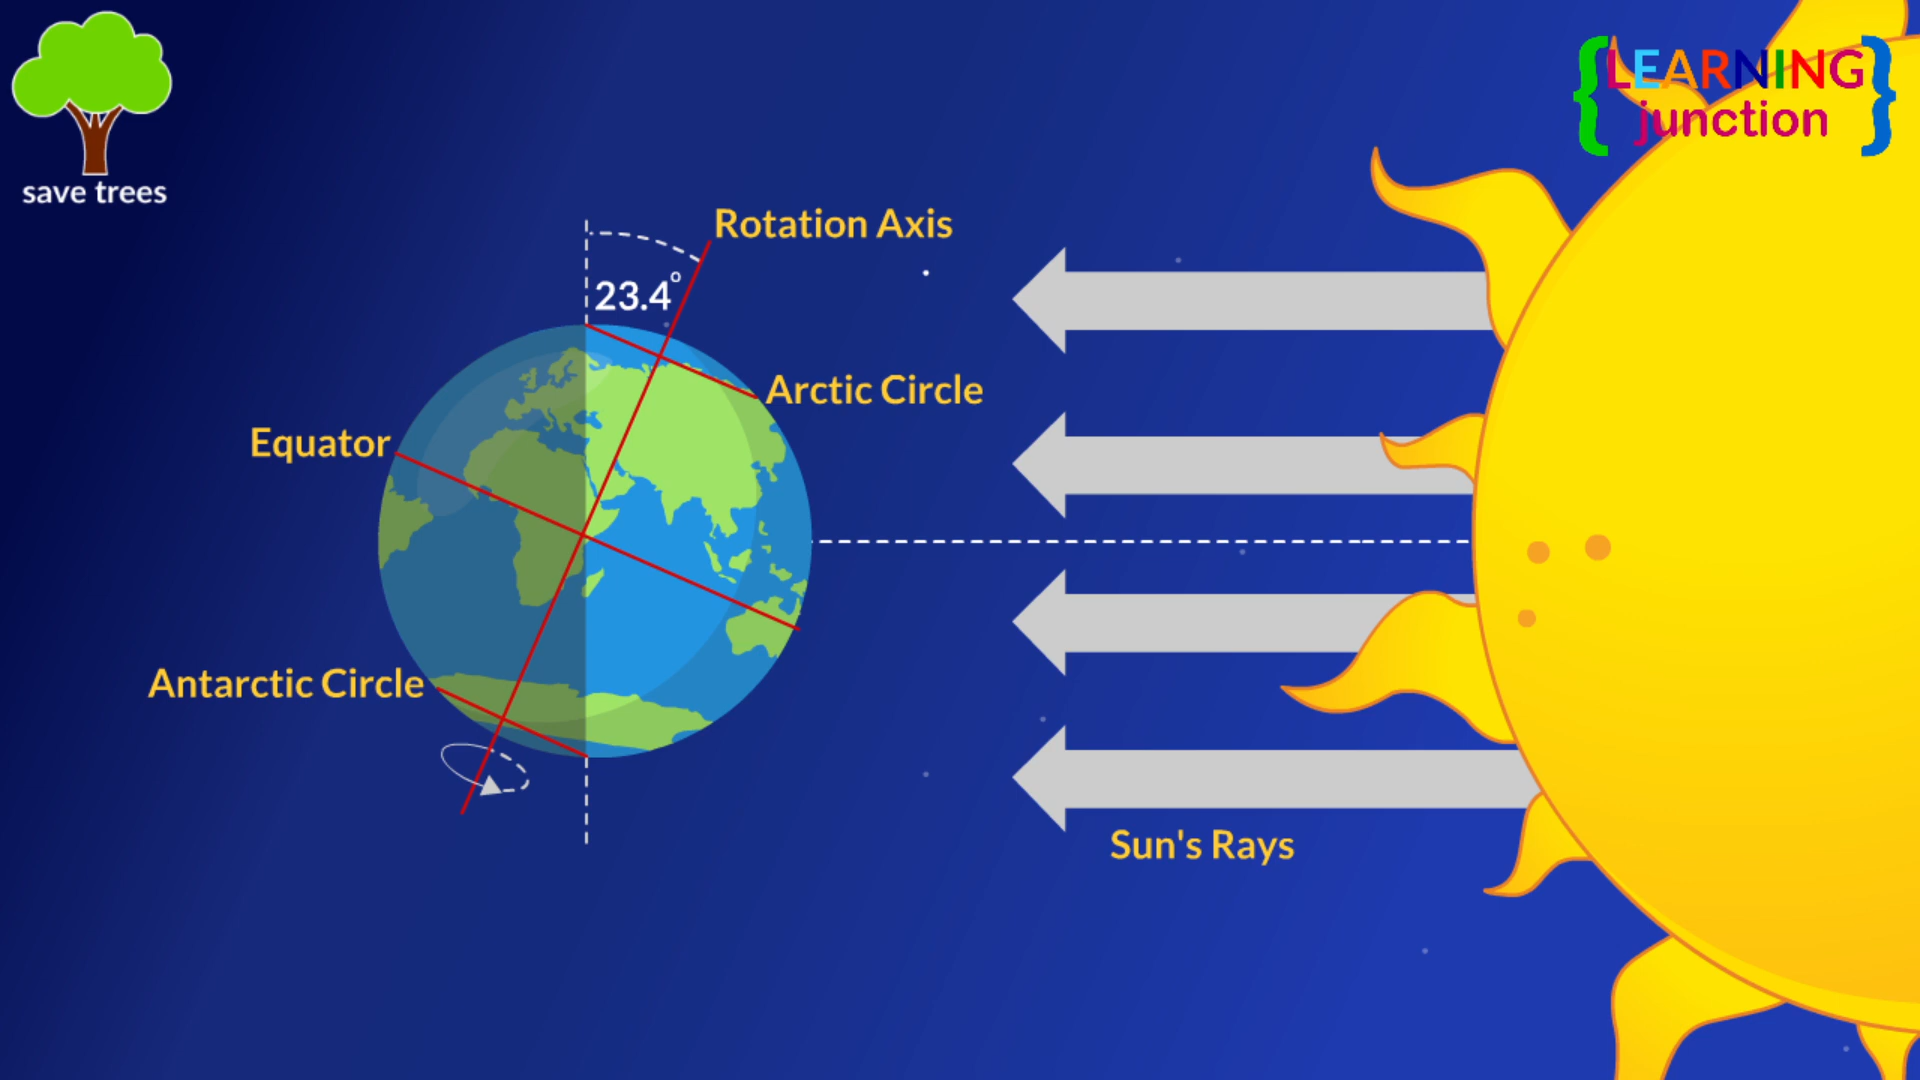 LEARNING
junction
save trees
Rotation Axis
23.4°
Arctic Circle
Equator
Antarctic Circle
Sun's Rays